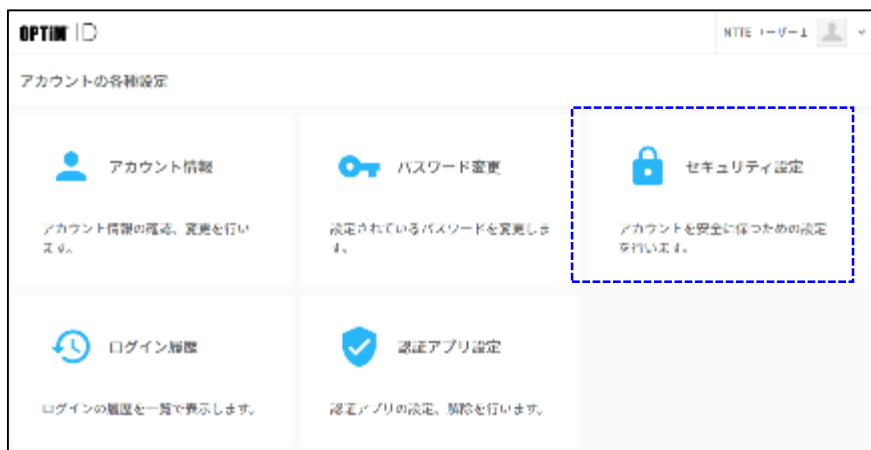 OPTiM ID
NTTE ユーザー1
アカウントの各種設定
アカウント情報
パスワード変更
セキュリティ設定
アカウント情報の確認、変更を行い
ます。
設定されているパスワードを変更しま
す。
アカウントを安全に保つための設定
を行います。
ログイン履歴
認証アプリ設定
ログインの履歴を一覧で表示します。
認証アプリの設定、解除を行います。